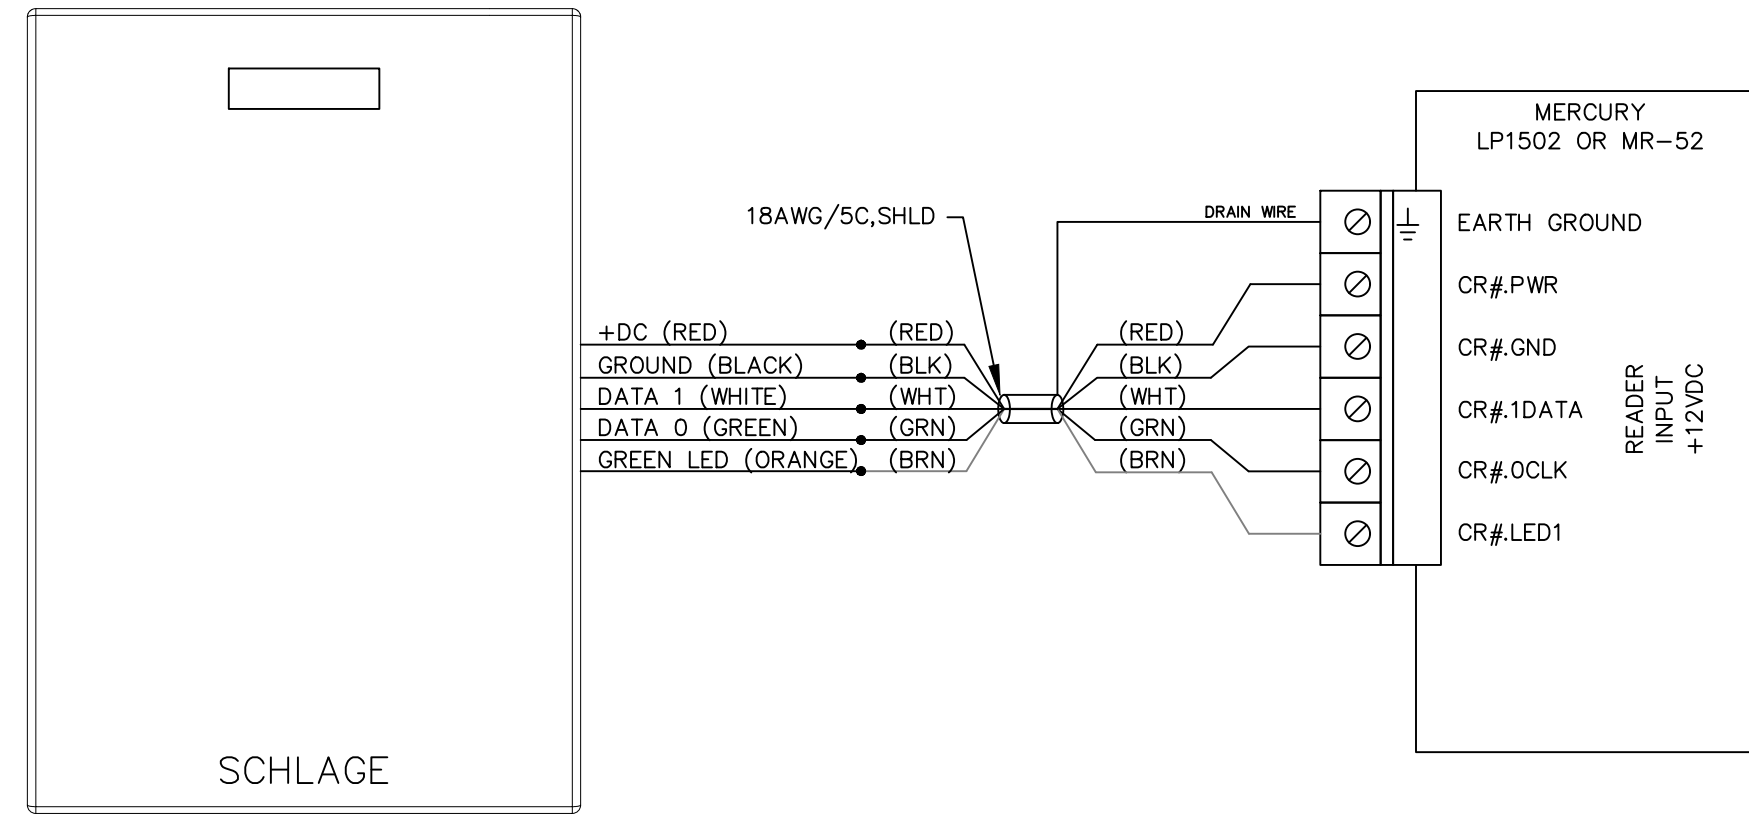 MERCURY
LP1502 OR MR-52
18AWG/5C,SHLD
DRAIN WIRE
EARTH GROUND
CR#.PWR
CR#.GND
CR#.1DATA
CR#.0CLK
CR#.LED1
READER
INPUT
+12VDC
+DC (RED)
GROUND (BLACK)
DATA 1 (WHITE)
DATA 0 (GREEN)
GREEN LED (ORANGE)
(RED)
(BLK)
(WHT)
(GRN)
(BRN)
(RED)
(BLK)
(WHT)
(GRN)
(BRN)
SCHLAGE